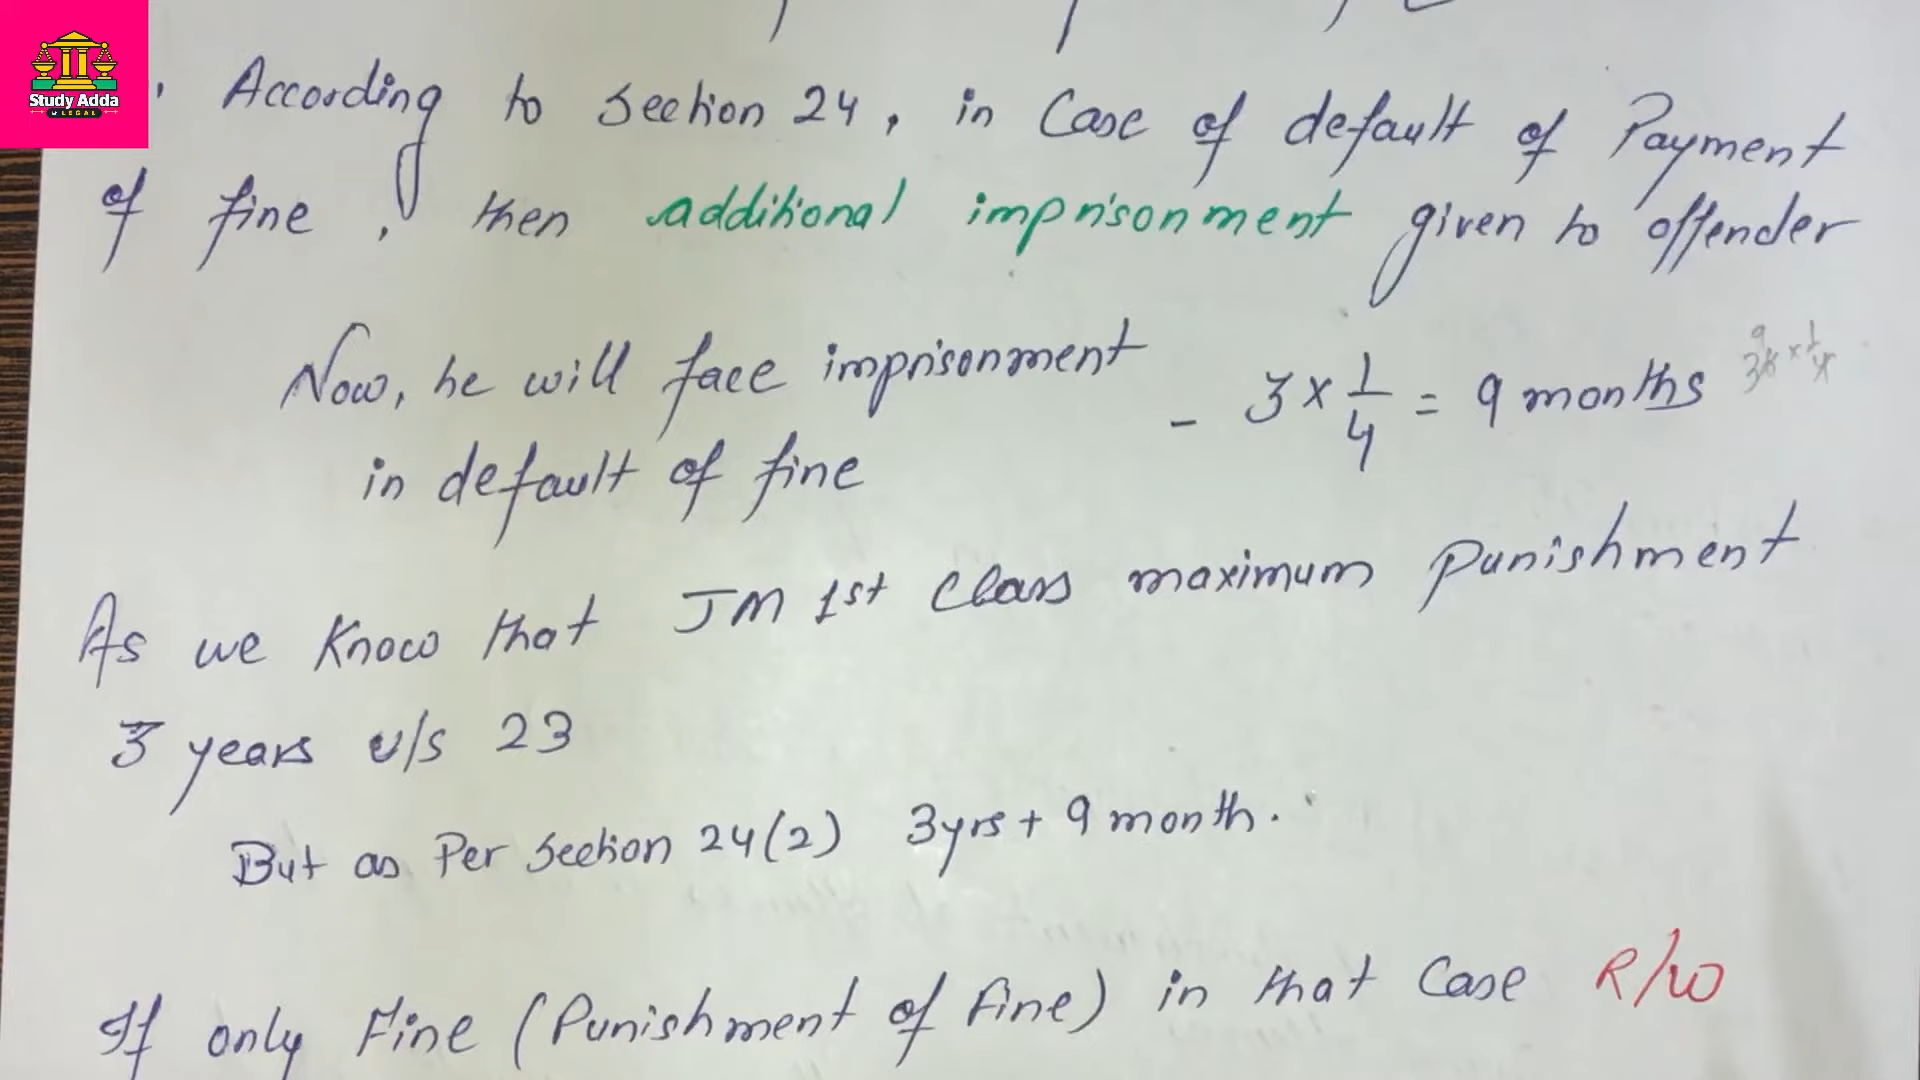 Study Adda
LEGAL
According to Section 24, in Case of default of Payment
of fine, then additional imprisonment given to offender
Now, he will face imprisonment
in default of fine
- 3 × 1/4 = 9 months
As we Know that JM 1st Class maximum punishment
3 years u/s 23
But as Per Section 24(2) 3yrs + 9 month.
If only Fine (Punishment of fine) in that Case R/W